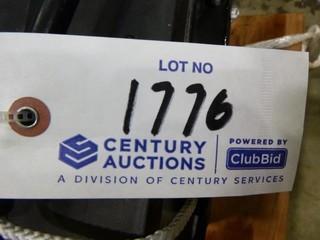 LOT NO
1776
CENTURY AUCTIONS
POWERED BY
ClubBid
A DIVISION OF CENTURY SERVICES